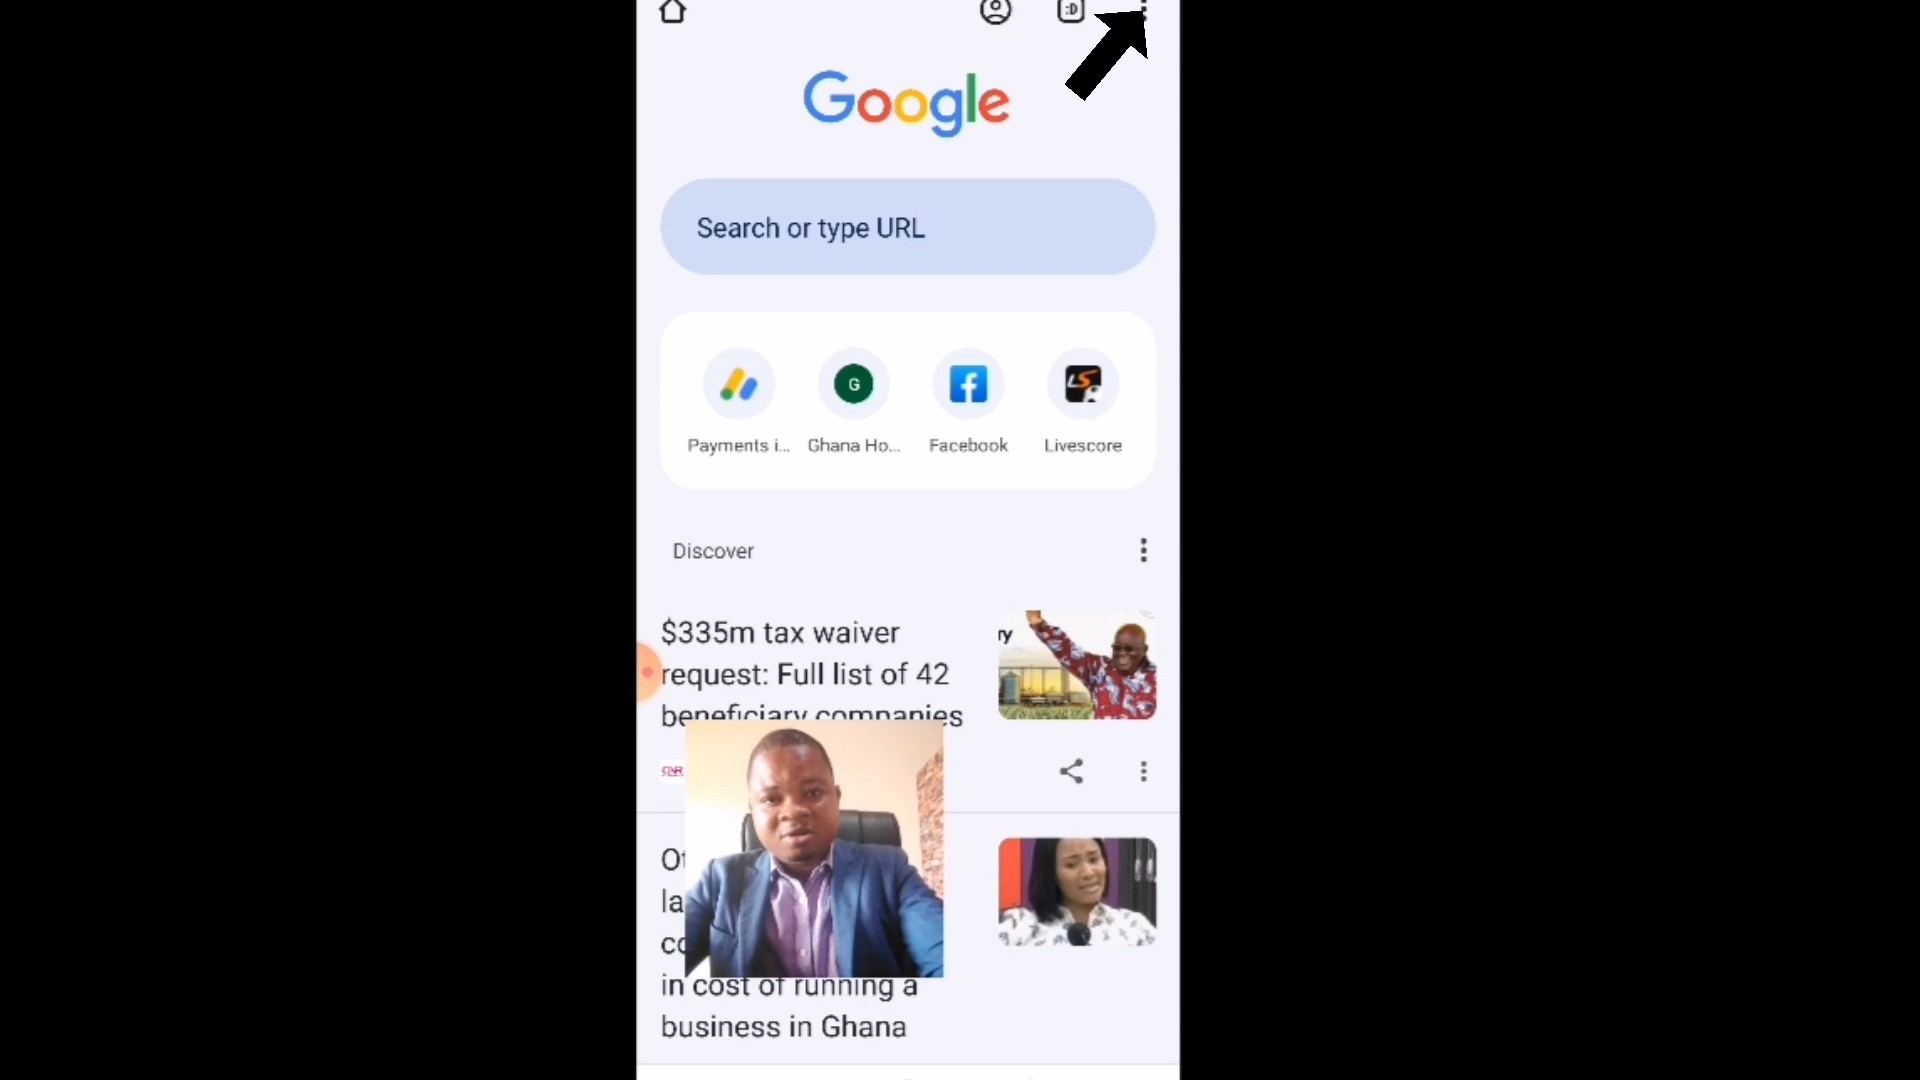 :D
Google
Search or type URL
G
Payments i... Ghana Ho... Facebook Livescore
Discover
$335m tax waiver
ry
request: Full list of 42
beneficiary companies
in cost of running a
business in Ghana